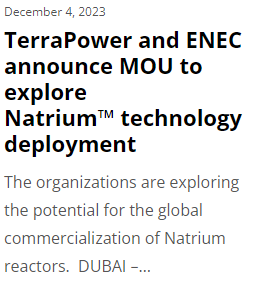 December 4, 2023
TerraPower and ENEC
announce MOU to
explore
Natrium™ technology
deployment
The organizations are exploring
the potential for the global
commercialization of Natrium
reactors.  DUBAI –...